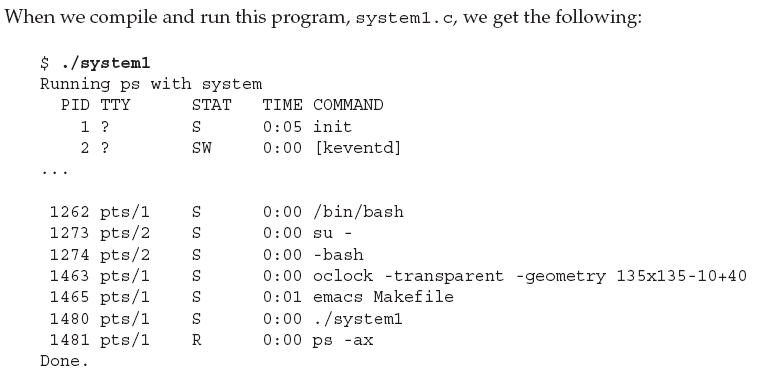 When we compile and run this program, system1.c, we get the following:
$ ./system1
Running ps with system
PID TTY STAT TIME COMMAND
1 ? S 0:05 init
2 ? SW 0:00 [keventd]
...
1262 pts/1 S 0:00 /bin/bash
1273 pts/2 S 0:00 su -
1274 pts/2 S 0:00 -bash
1463 pts/1 S 0:00 oclock -transparent -geometry 135x135-10+40
1465 pts/1 S 0:01 emacs Makefile
1480 pts/1 S 0:00 ./system1
1481 pts/1 R 0:00 ps -ax
Done.